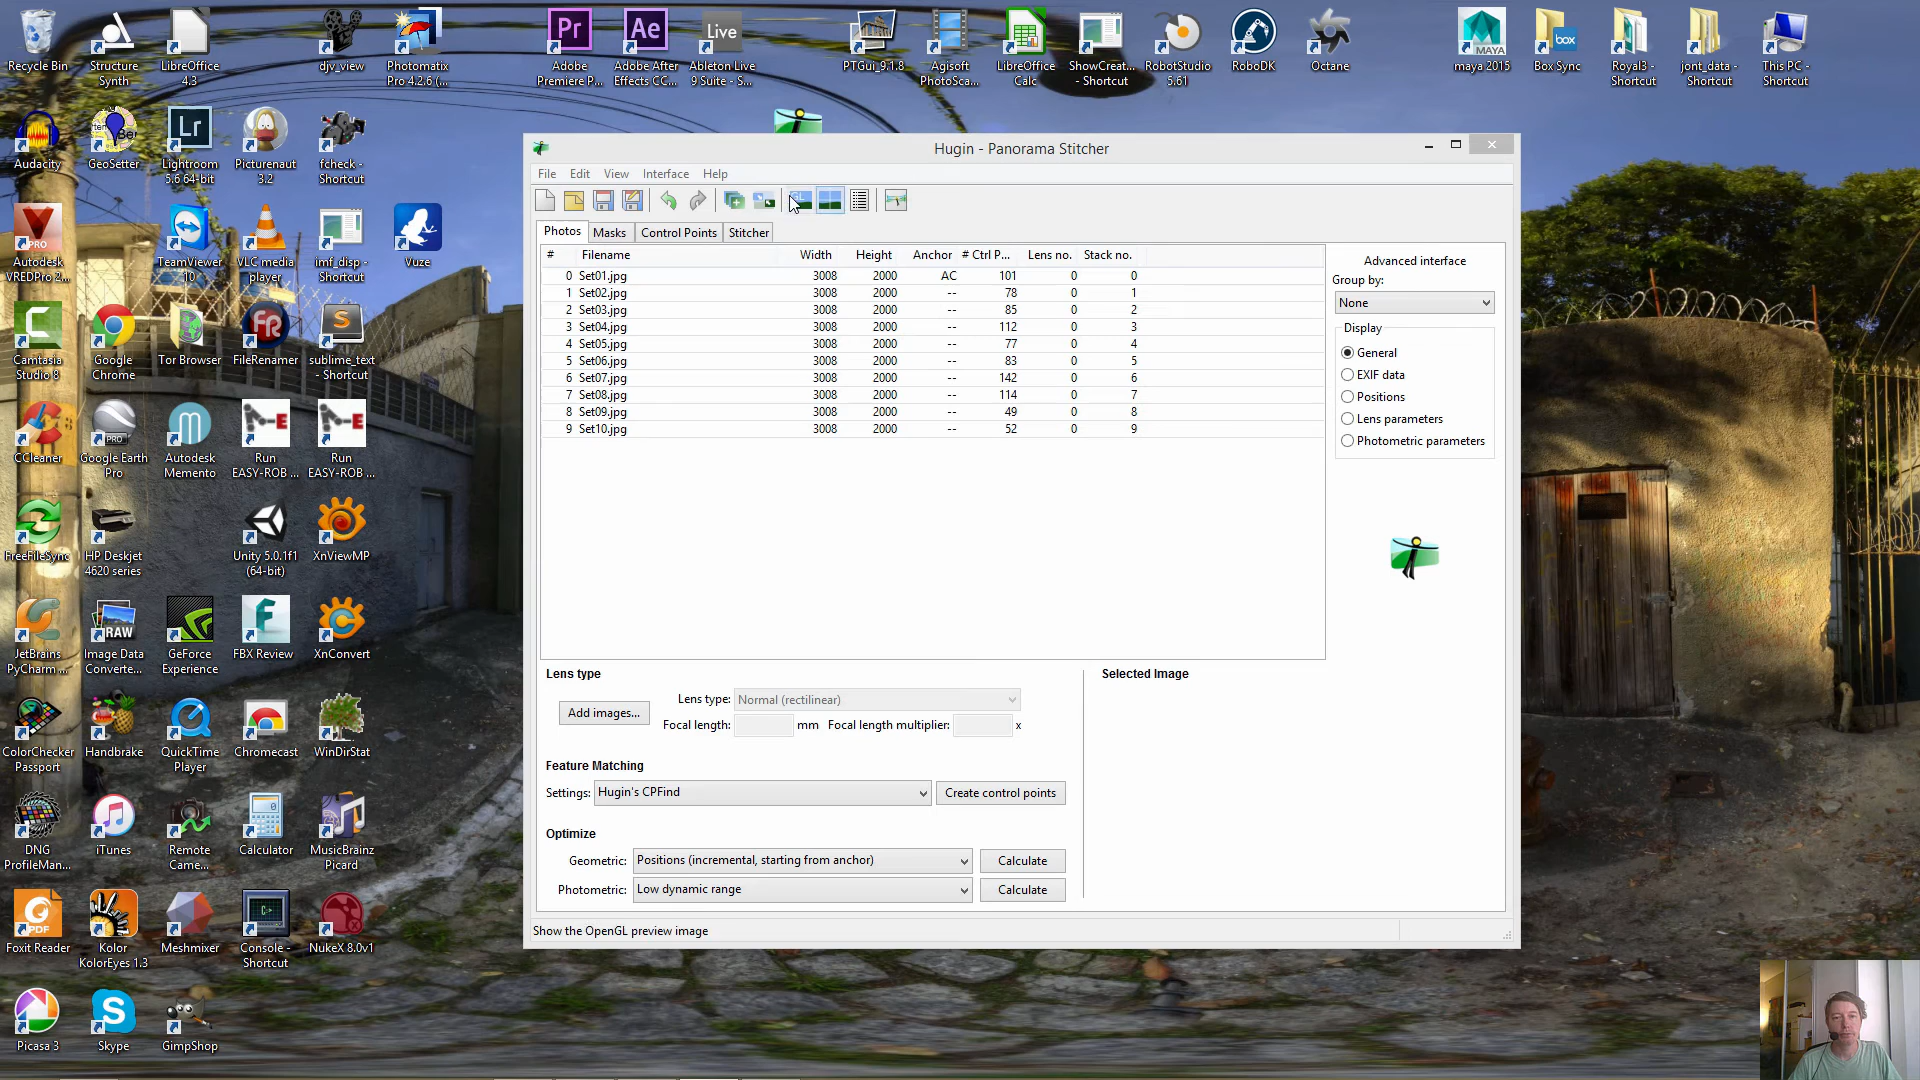 Recycle Bin
Structure
Synth
LibreOffice
4.3
djv_view
Photomatix
Pro 4.2.6 (...
Pr
Adobe
Premiere P...
Ae
Adobe After
Effects CC...
Live
Ableton Live
9 Suite - S...
PTGui_9.1.8
Agisoft
PhotoSca...
LibreOffice
Calc
ShowCreat...
- Shortcut
RobotStudio
5.61
RoboDK
Octane
MAYA
maya 2015
box
Box Sync
Royal3 -
Shortcut
jont_data -
Shortcut
This PC -
Shortcut
Audacity
GeoSetter
Lr
Lightroom
5.6 64-bit
Picturenaut
3.2
fcheck -
Shortcut
PRO
Autodesk
VREDPro 2...
TeamViewer
10
VLC media
player
imf_disp -
Shortcut
Vuze
Camtasia
Studio 8
Google
Chrome
Tor Browser
FR
FileRenamer
S
sublime_text
- Shortcut
CCleaner
PRO
Google Earth
Pro
Autodesk
Memento
E
Run
EASY-ROB ...
E
Run
EASY-ROB ...
FreeFileSync
HP Deskjet
4620 series
Unity 5.0.1f1
(64-bit)
XnViewMP
JetBrains
PyCharm ...
RAW
Image Data
Converte...
GeForce
Experience
FBX Review
XnConvert
ColorChecker
Passport
Handbrake
QuickTime
Player
Chromecast
WinDirStat
DNG
ProfileMan...
iTunes
Remote
Came...
Calculator
MusicBrainz
Picard
PDF
Foxit Reader
Kolor
KolorEyes 1.3
Meshmixer
Console -
Shortcut
NukeX 8.0v1
Picasa 3
Skype
GimpShop
Hugin - Panorama Stitcher
File Edit View Interface Help
Photos Masks Control Points Stitcher
# Filename Width Height Anchor # Ctrl P... Lens no. Stack no.
0 Set01.jpg 3008 2000 AC 101 0 0
1 Set02.jpg 3008 2000 -- 78 0 1
2 Set03.jpg 3008 2000 -- 85 0 2
3 Set04.jpg 3008 2000 -- 112 0 3
4 Set05.jpg 3008 2000 -- 77 0 4
5 Set06.jpg 3008 2000 -- 83 0 5
6 Set07.jpg 3008 2000 -- 142 0 6
7 Set08.jpg 3008 2000 -- 114 0 7
8 Set09.jpg 3008 2000 -- 49 0 8
9 Set10.jpg 3008 2000 -- 52 0 9
Advanced interface
Group by:
None
Display
General
EXIF data
Positions
Lens parameters
Photometric parameters
Lens type
Add images...
Lens type: Normal (rectilinear)
Focal length: mm Focal length multiplier: x
Selected Image
Feature Matching
Settings: Hugin's CPFind Create control points
Optimize
Geometric: Positions (incremental, starting from anchor) Calculate
Photometric: Low dynamic range Calculate
Show the OpenGL preview image